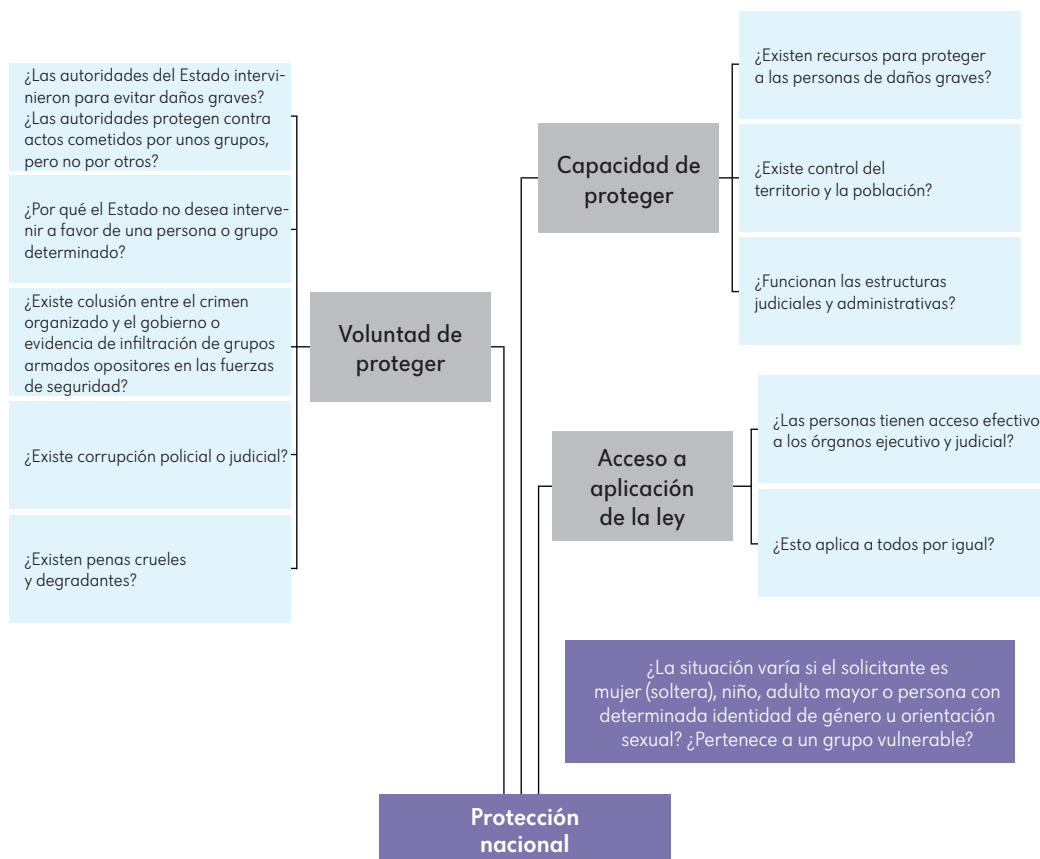 ¿Las autoridades del Estado intervi-
nieron para evitar daños graves?
¿Las autoridades protegen contra
actos cometidos por unos grupos,
pero no por otros?
¿Por qué el Estado no desea interve-
nir a favor de una persona o grupo
determinado?
¿Existe colusión entre el crimen
organizado y el gobierno o
evidencia de infiltración de grupos
armados opositores en las fuerzas
de seguridad?
¿Existe corrupción policial o judicial?
¿Existen penas crueles
y degradantes?
Voluntad de
proteger
Capacidad de
proteger
¿Existen recursos para proteger
a las personas de daños graves?
¿Existe control del
territorio y la población?
¿Funcionan las estructuras
judiciales y administrativas?
Acceso a
aplicación
de la ley
¿Las personas tienen acceso efectivo
a los órganos ejecutivo y judicial?
¿Esto aplica a todos por igual?
¿La situación varía si el solicitante es
mujer (soltera), niño, adulto mayor o persona con
determinada identidad de género u orientación
sexual? ¿Pertenece a un grupo vulnerable?
Protección
nacional